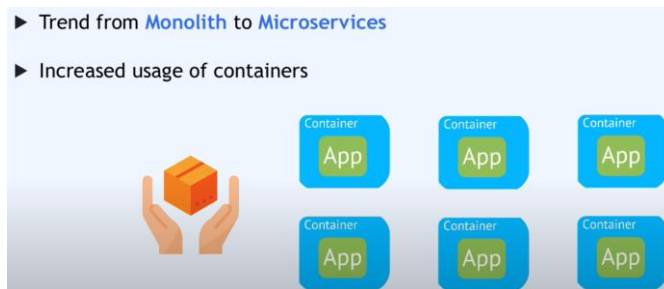 Trend from Monolith to Microservices
Increased usage of containers
Container Container Container
App App App
Container Container Container
App App App